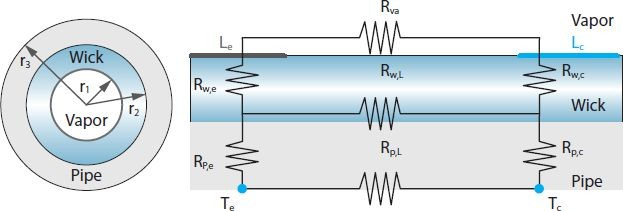 Wick
r3
r1
r2
Vapor
Pipe
Rva
Vapor
Le
Lc
Rw,e
Rw,L
Rw,c
Wick
RP,e
Rp,L
Rp,c
Pipe
Te
Tc